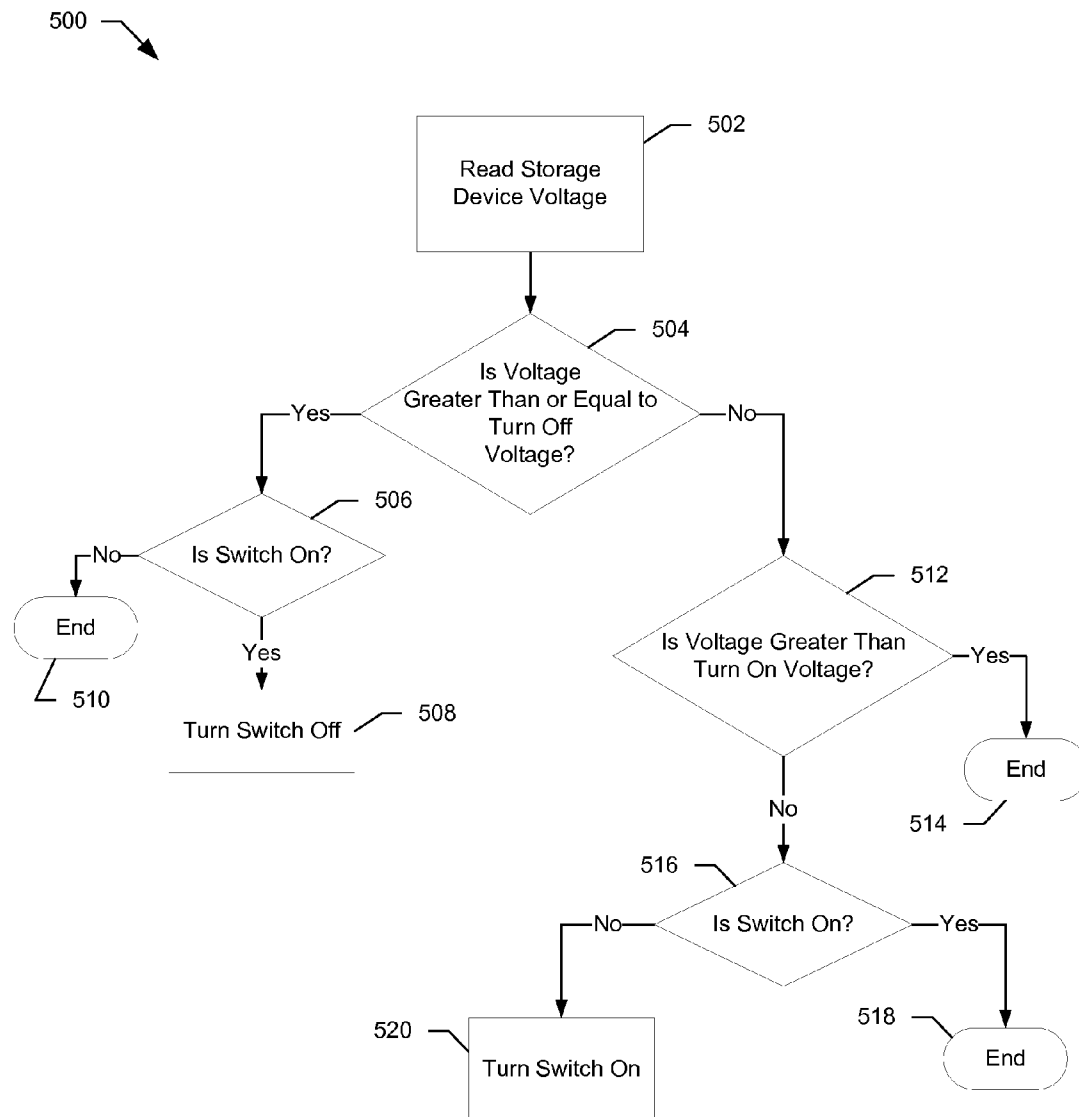 500
502
Read Storage
Device Voltage
504
Is Voltage
Greater Than or Equal to
Turn Off
Voltage?
Yes
No
506
Is Switch On?
No
End
510
Yes
508
Turn Switch Off
512
Is Voltage Greater Than
Turn On Voltage?
Yes
End
514
No
516
Is Switch On?
No
Yes
520
Turn Switch On
518
End